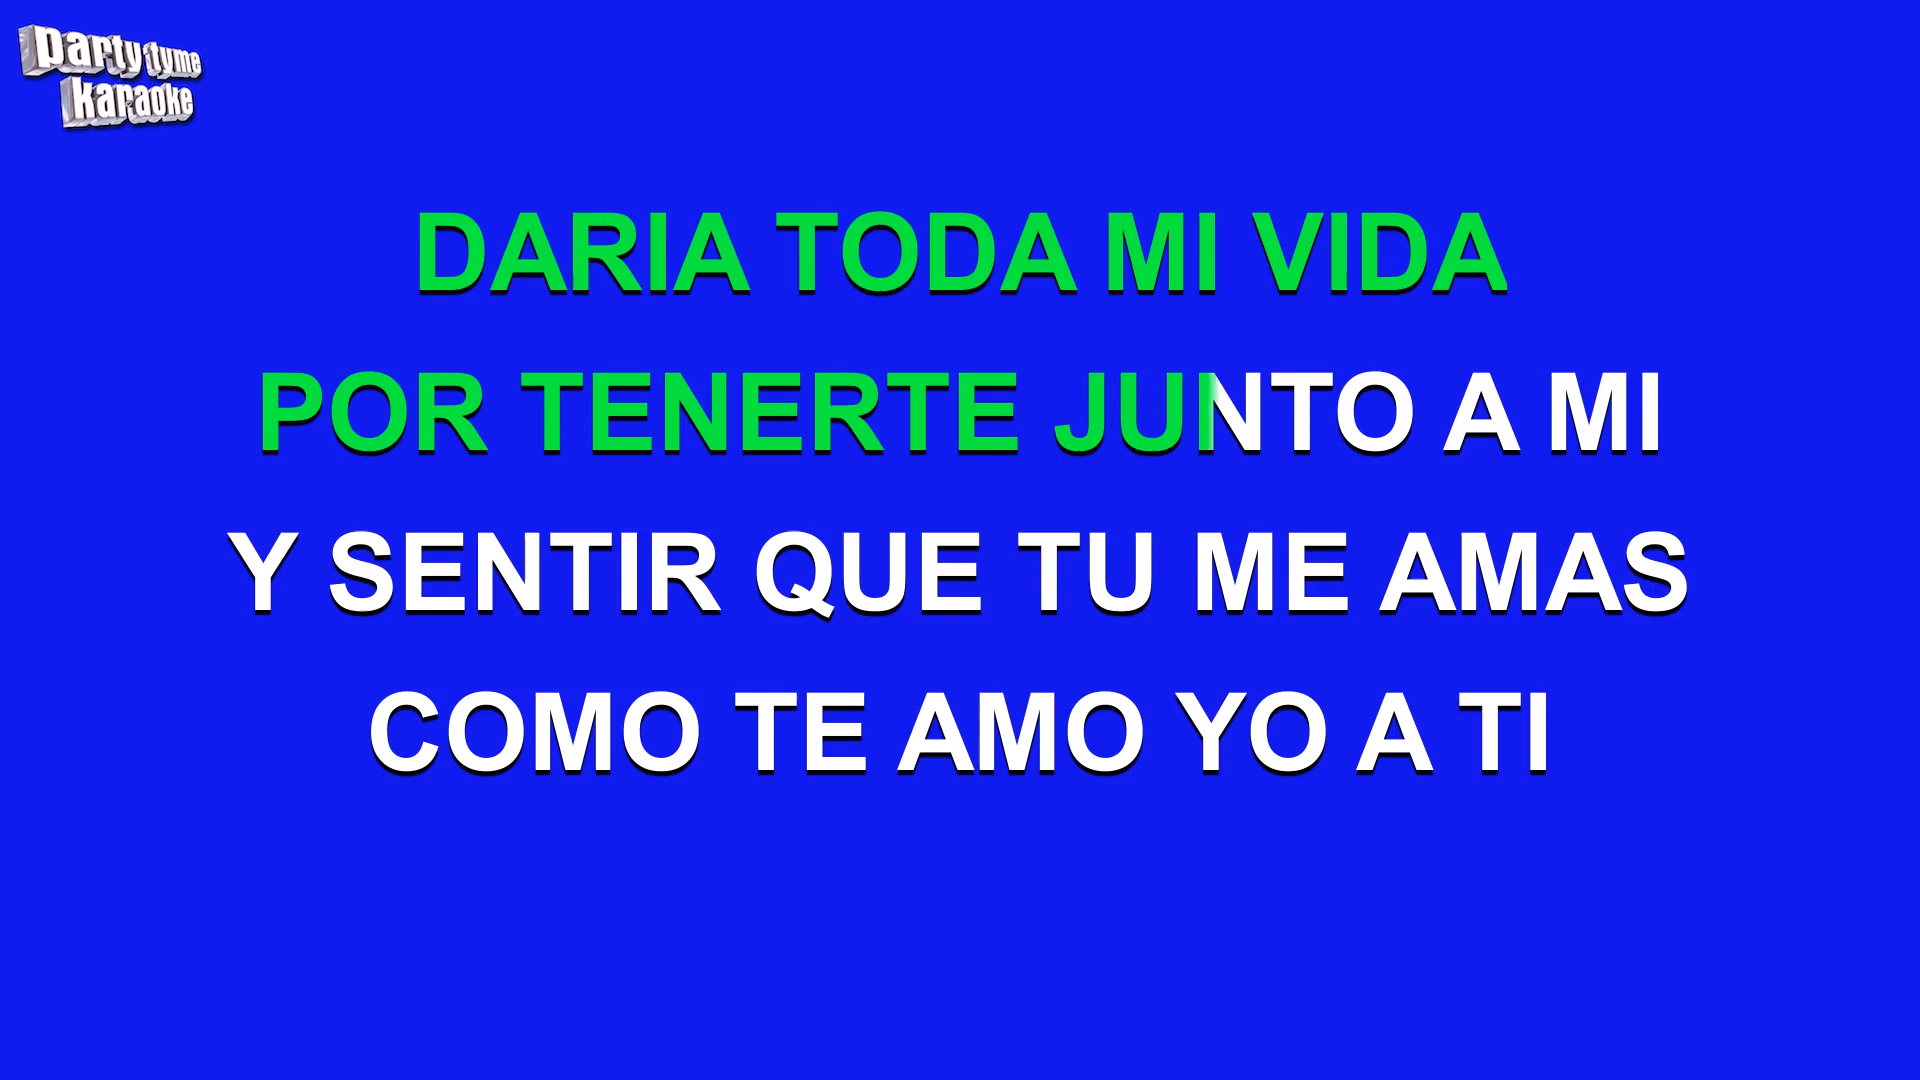 party tyme
karaoke
DARIA TODA MI VIDA
POR TENERTE JUNTO A MI
Y SENTIR QUE TU ME AMAS
COMO TE AMO YO A TI